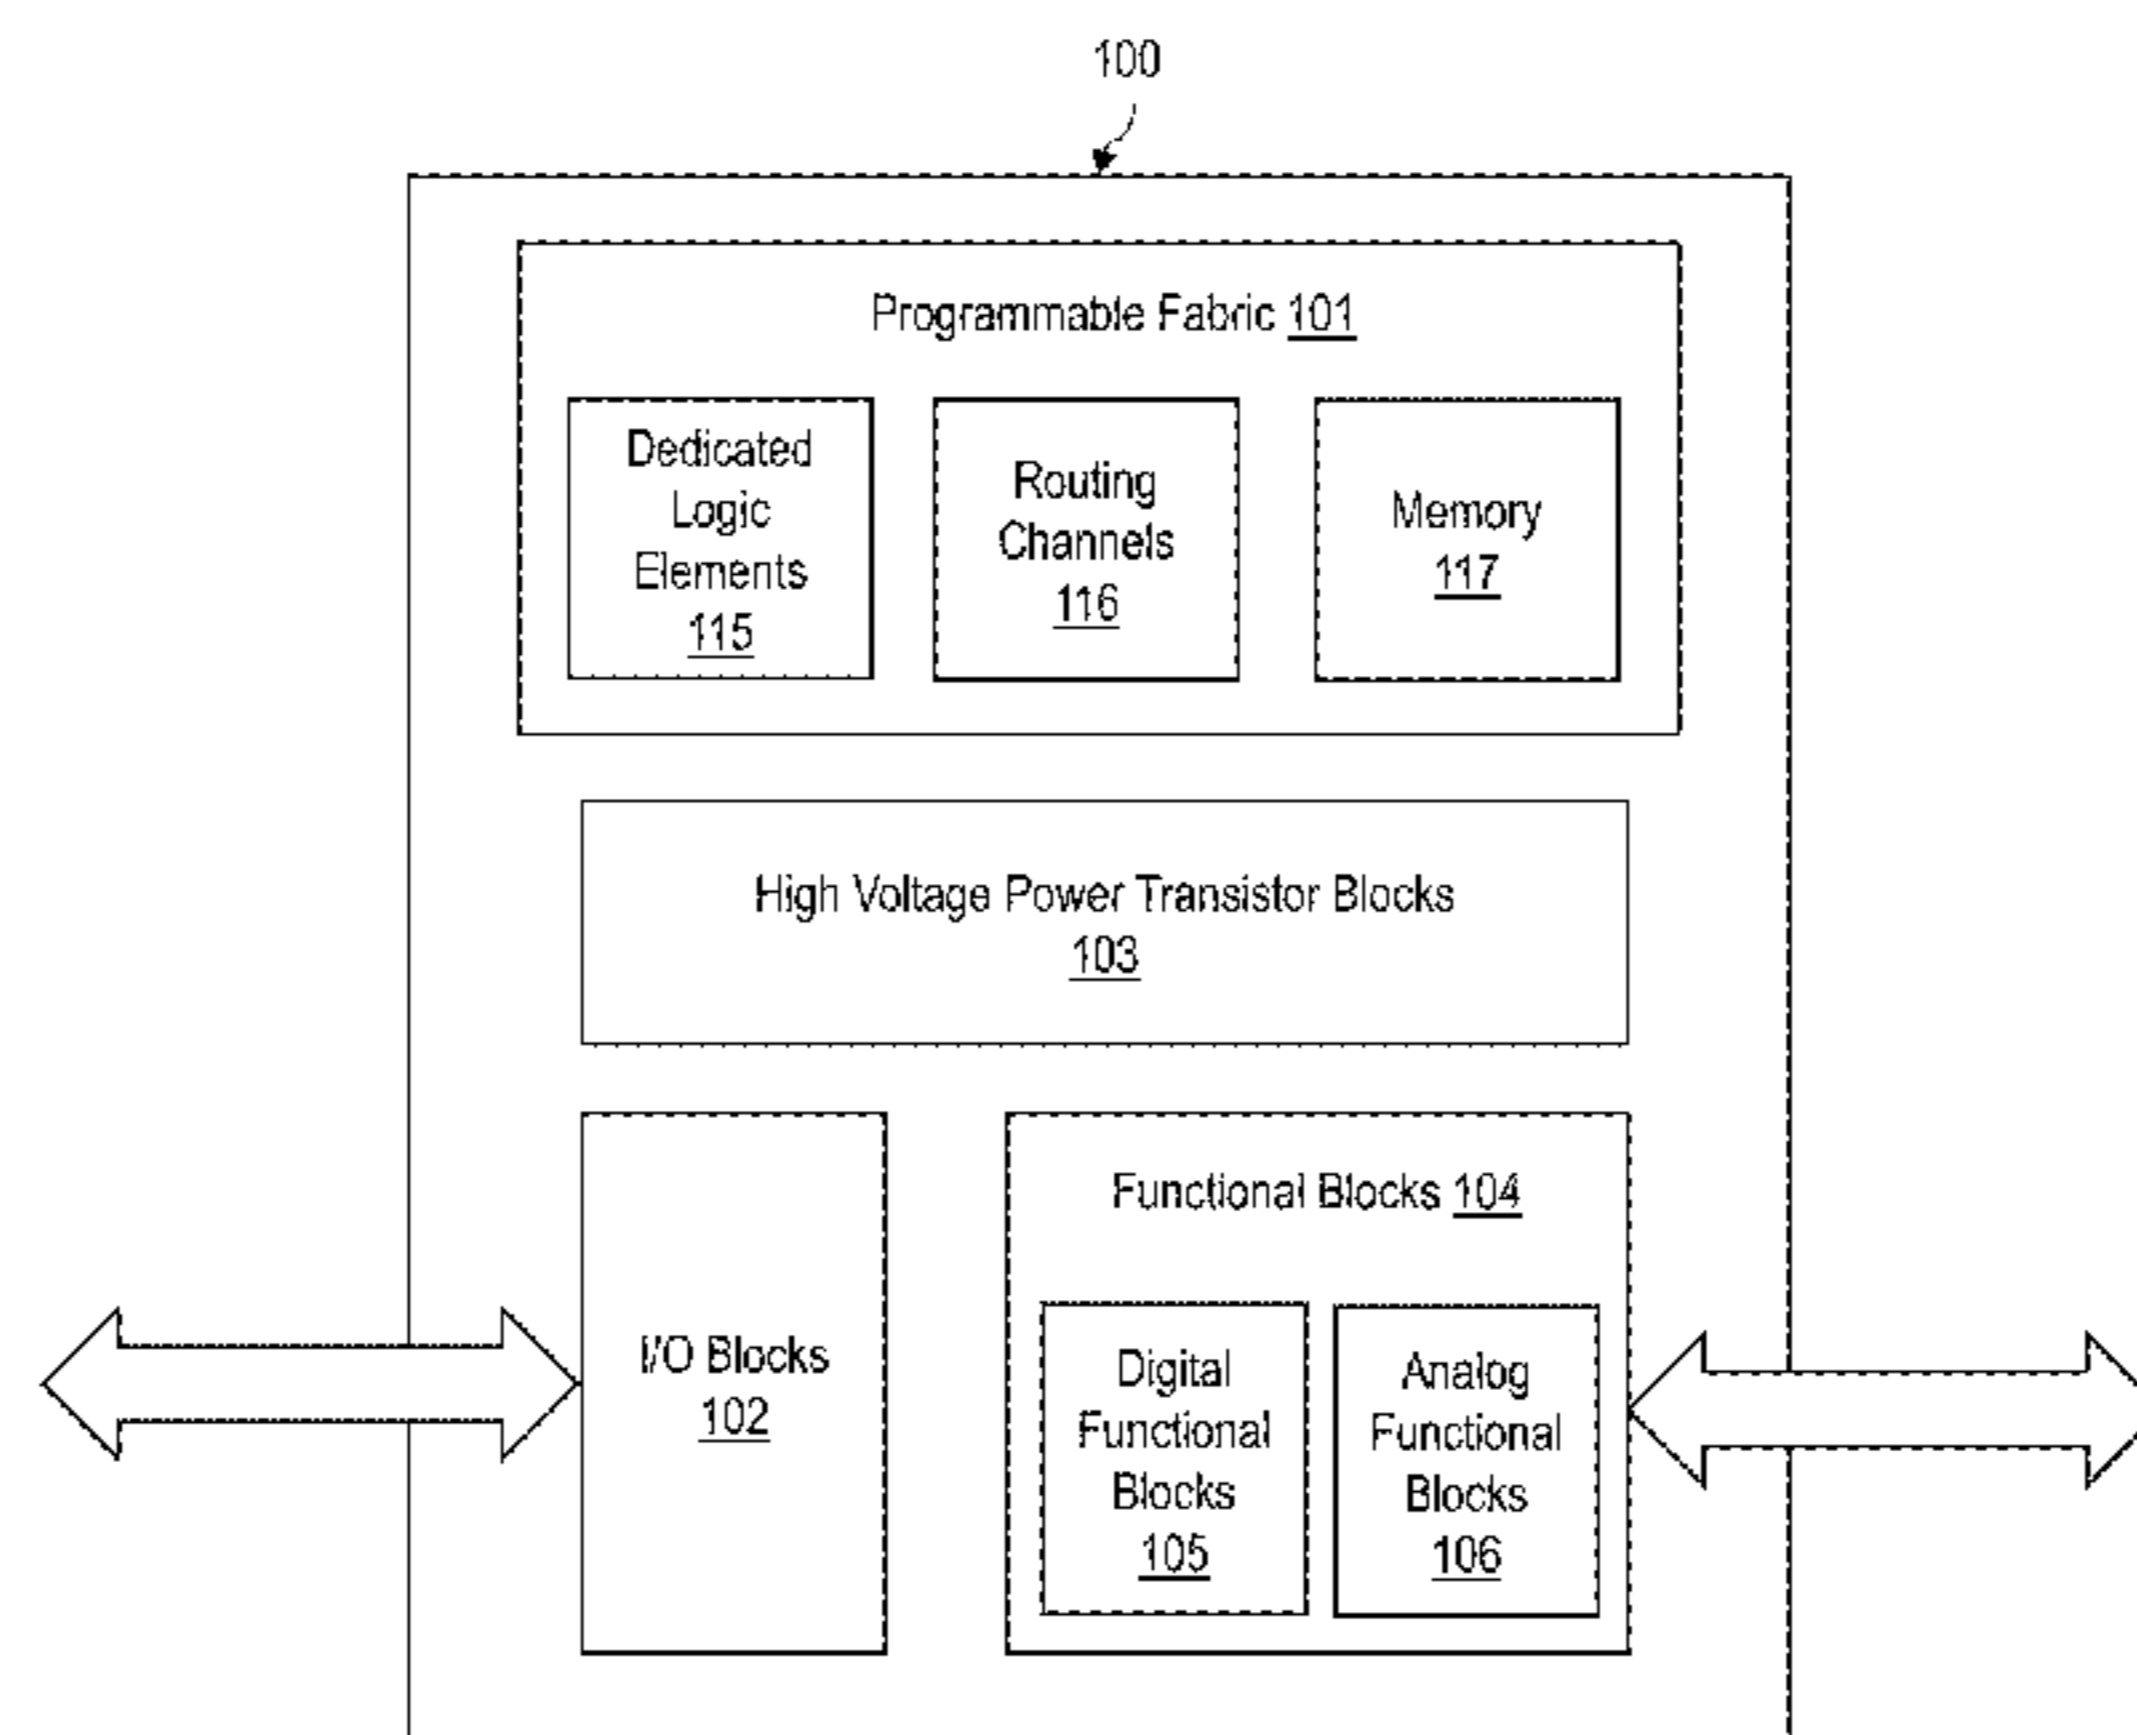 100
Programmable Fabric 101
Dedicated
Logic
Elements
115
Routing
Channels
116
Memory
117
High Voltage Power Transistor Blocks
103
I/O Blocks
102
Functional Blocks 104
Digital
Functional
Blocks
105
Analog
Functional
Blocks
106